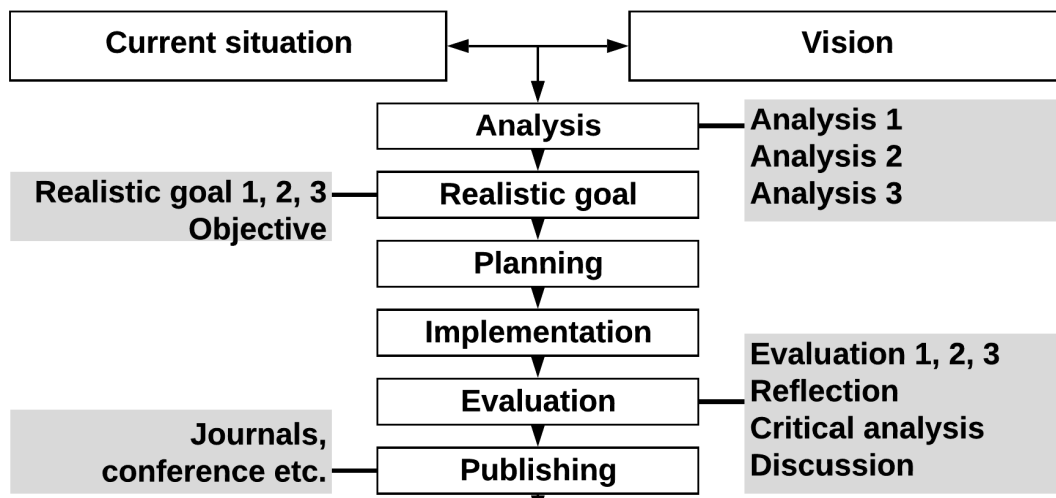 Current situation
Vision
Analysis
Analysis 1
Analysis 2
Analysis 3
Realistic goal 1, 2, 3
Objective
Realistic goal
Planning
Implementation
Evaluation
Evaluation 1, 2, 3
Reflection
Critical analysis
Discussion
Journals,
conference etc.
Publishing